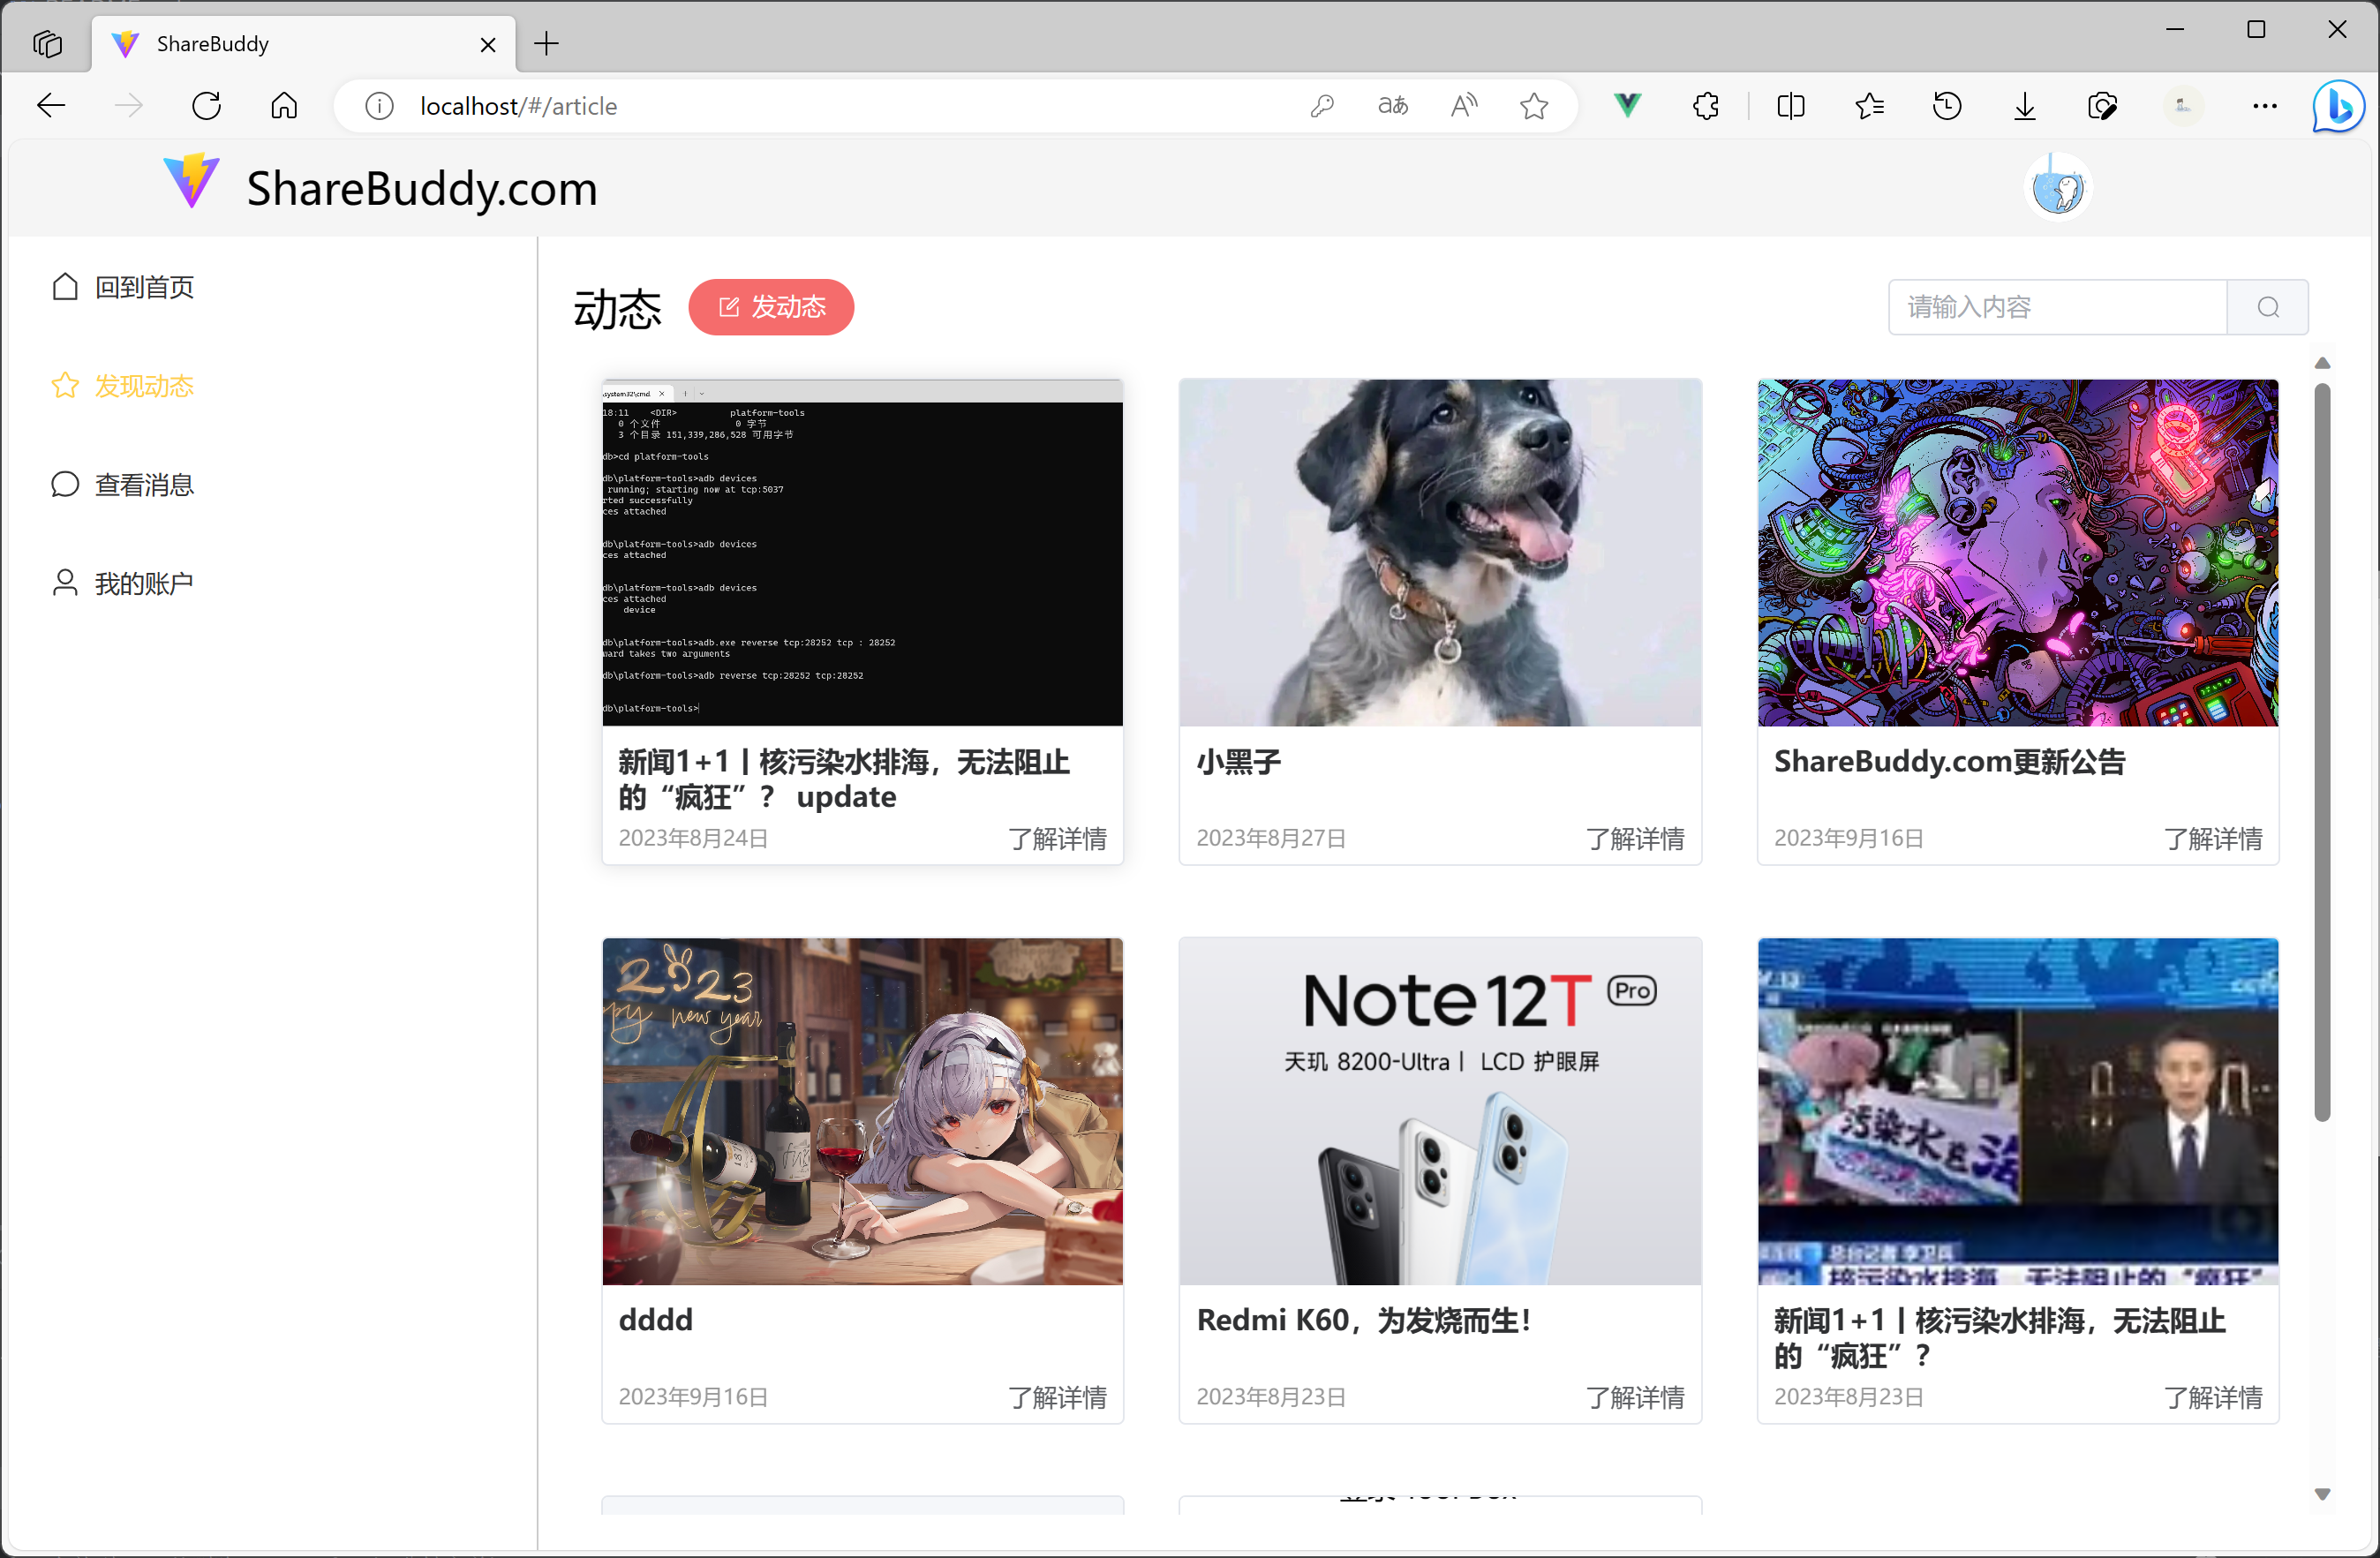 ShareBuddy
localhost/#/article
ShareBuddy.com
回到首页
发现动态
查看消息
我的账户
动态
发动态
请输入内容
system32\cmd.
18:11 <DIR> platform-tools
0 个文件 0 字节
3 个目录 151,339,286,528 可用字节
db>cd platform-tools
db\platform-tools>adb devices
running; starting now at tcp:5037
rted successfully
ces attached
db\platform-tools>adb devices
ces attached
db\platform-tools>adb devices
ces attached
device
db\platform-tools>adb.exe reverse tcp:28252 tcp : 28252
ward takes two arguments
db\platform-tools>adb reverse tcp:28252 tcp:28252
db\platform-tools>
新闻1+1丨核污染水排海，无法阻止
的“疯狂”？ update
2023年8月24日 了解详情
小黑子
2023年8月27日 了解详情
ShareBuddy.com更新公告
2023年9月16日 了解详情
2023
ppy new year
dddd
2023年9月16日 了解详情
Note 12T Pro
天玑 8200-Ultra | LCD 护眼屏
Redmi K60，为发烧而生！
2023年8月23日 了解详情
污染水
核污染水排海 无法阻止的“疯狂”
新闻1+1丨核污染水排海，无法阻止
的“疯狂”？
2023年8月23日 了解详情